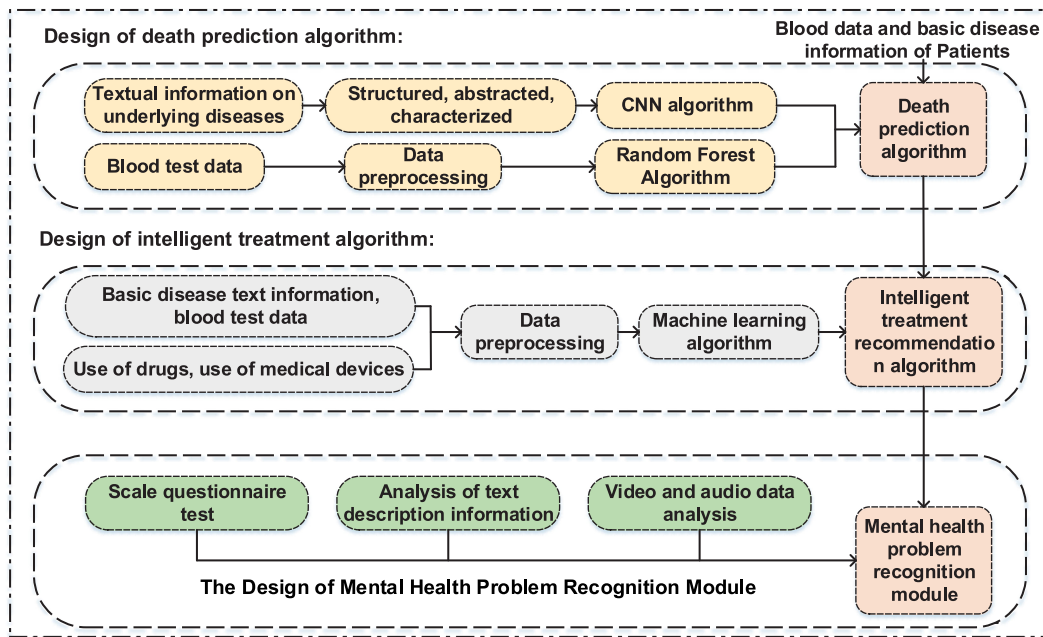 Design of death prediction algorithm:
Blood data and basic disease
information of Patients
Textual information on
underlying diseases
Structured, abstracted,
characterized
CNN algorithm
Death
prediction
algorithm
Blood test data
Data
preprocessing
Random Forest
Algorithm
Design of intelligent treatment algorithm:
Basic disease text information,
blood test data
Use of drugs, use of medical devices
Data
preprocessing
Machine learning
algorithm
Intelligent
treatment
recommendatio
n algorithm
Scale questionnaire
test
Analysis of text
description information
Video and audio data
analysis
Mental health
problem
recognition
module
The Design of Mental Health Problem Recognition Module